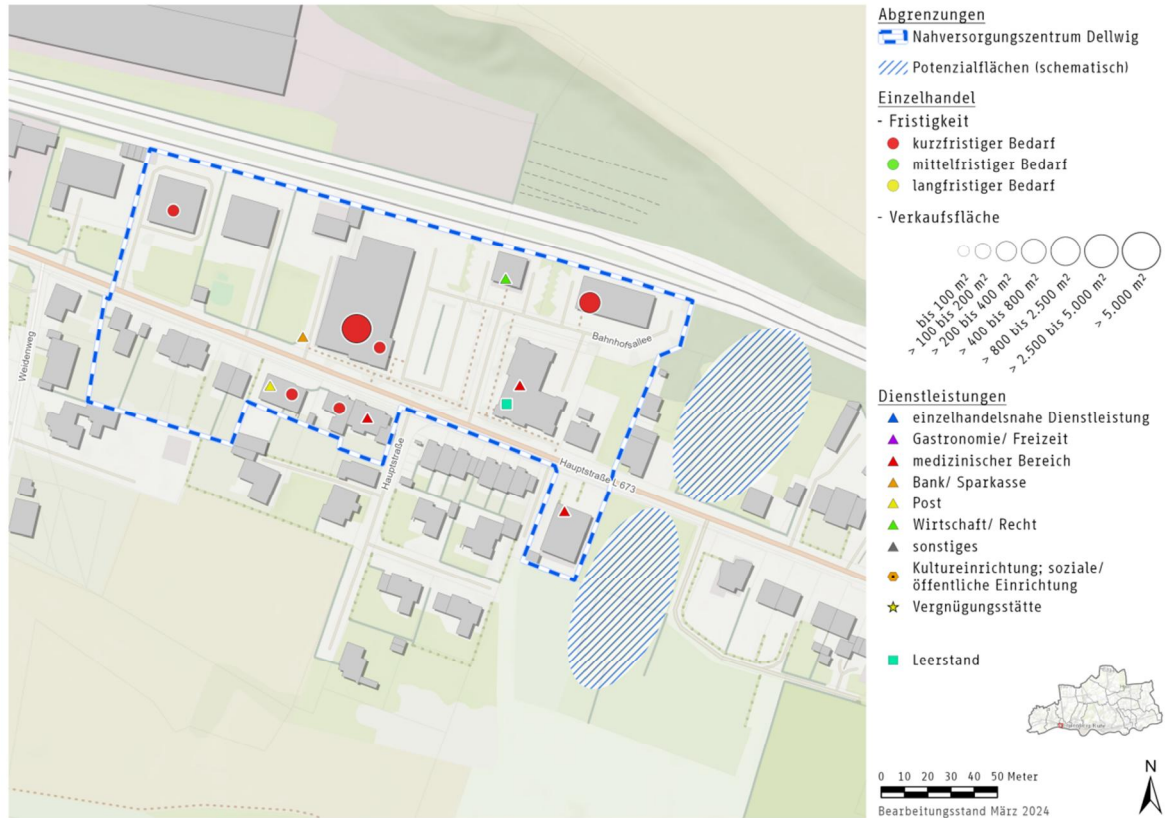 Abgrenzungen
Nahversorgungszentrum Dellwig
Potenzialflächen (schematisch)
Einzelhandel
- Fristigkeit
kurzfristiger Bedarf
mittelfristiger Bedarf
langfristiger Bedarf
- Verkaufsfläche
bis 100 m²
> 100 bis 200 m²
> 200 bis 400 m²
> 400 bis 800 m²
> 800 bis 2.500 m²
> 2.500 bis 5.000 m²
> 5.000 m²
Dienstleistungen
einzelhandelsnahe Dienstleistung
Gastronomie/ Freizeit
medizinischer Bereich
Bank/ Sparkasse
Post
Wirtschaft/ Recht
sonstiges
Kultureinrichtung; soziale/
öffentliche Einrichtung
Vergnügungsstätte
Leerstand
0 10 20 30 40 50 Meter
Bearbeitungsstand März 2024
N
Weidenweg
Bahnhofsallee
Hauptstraße
Hauptstraße L 673